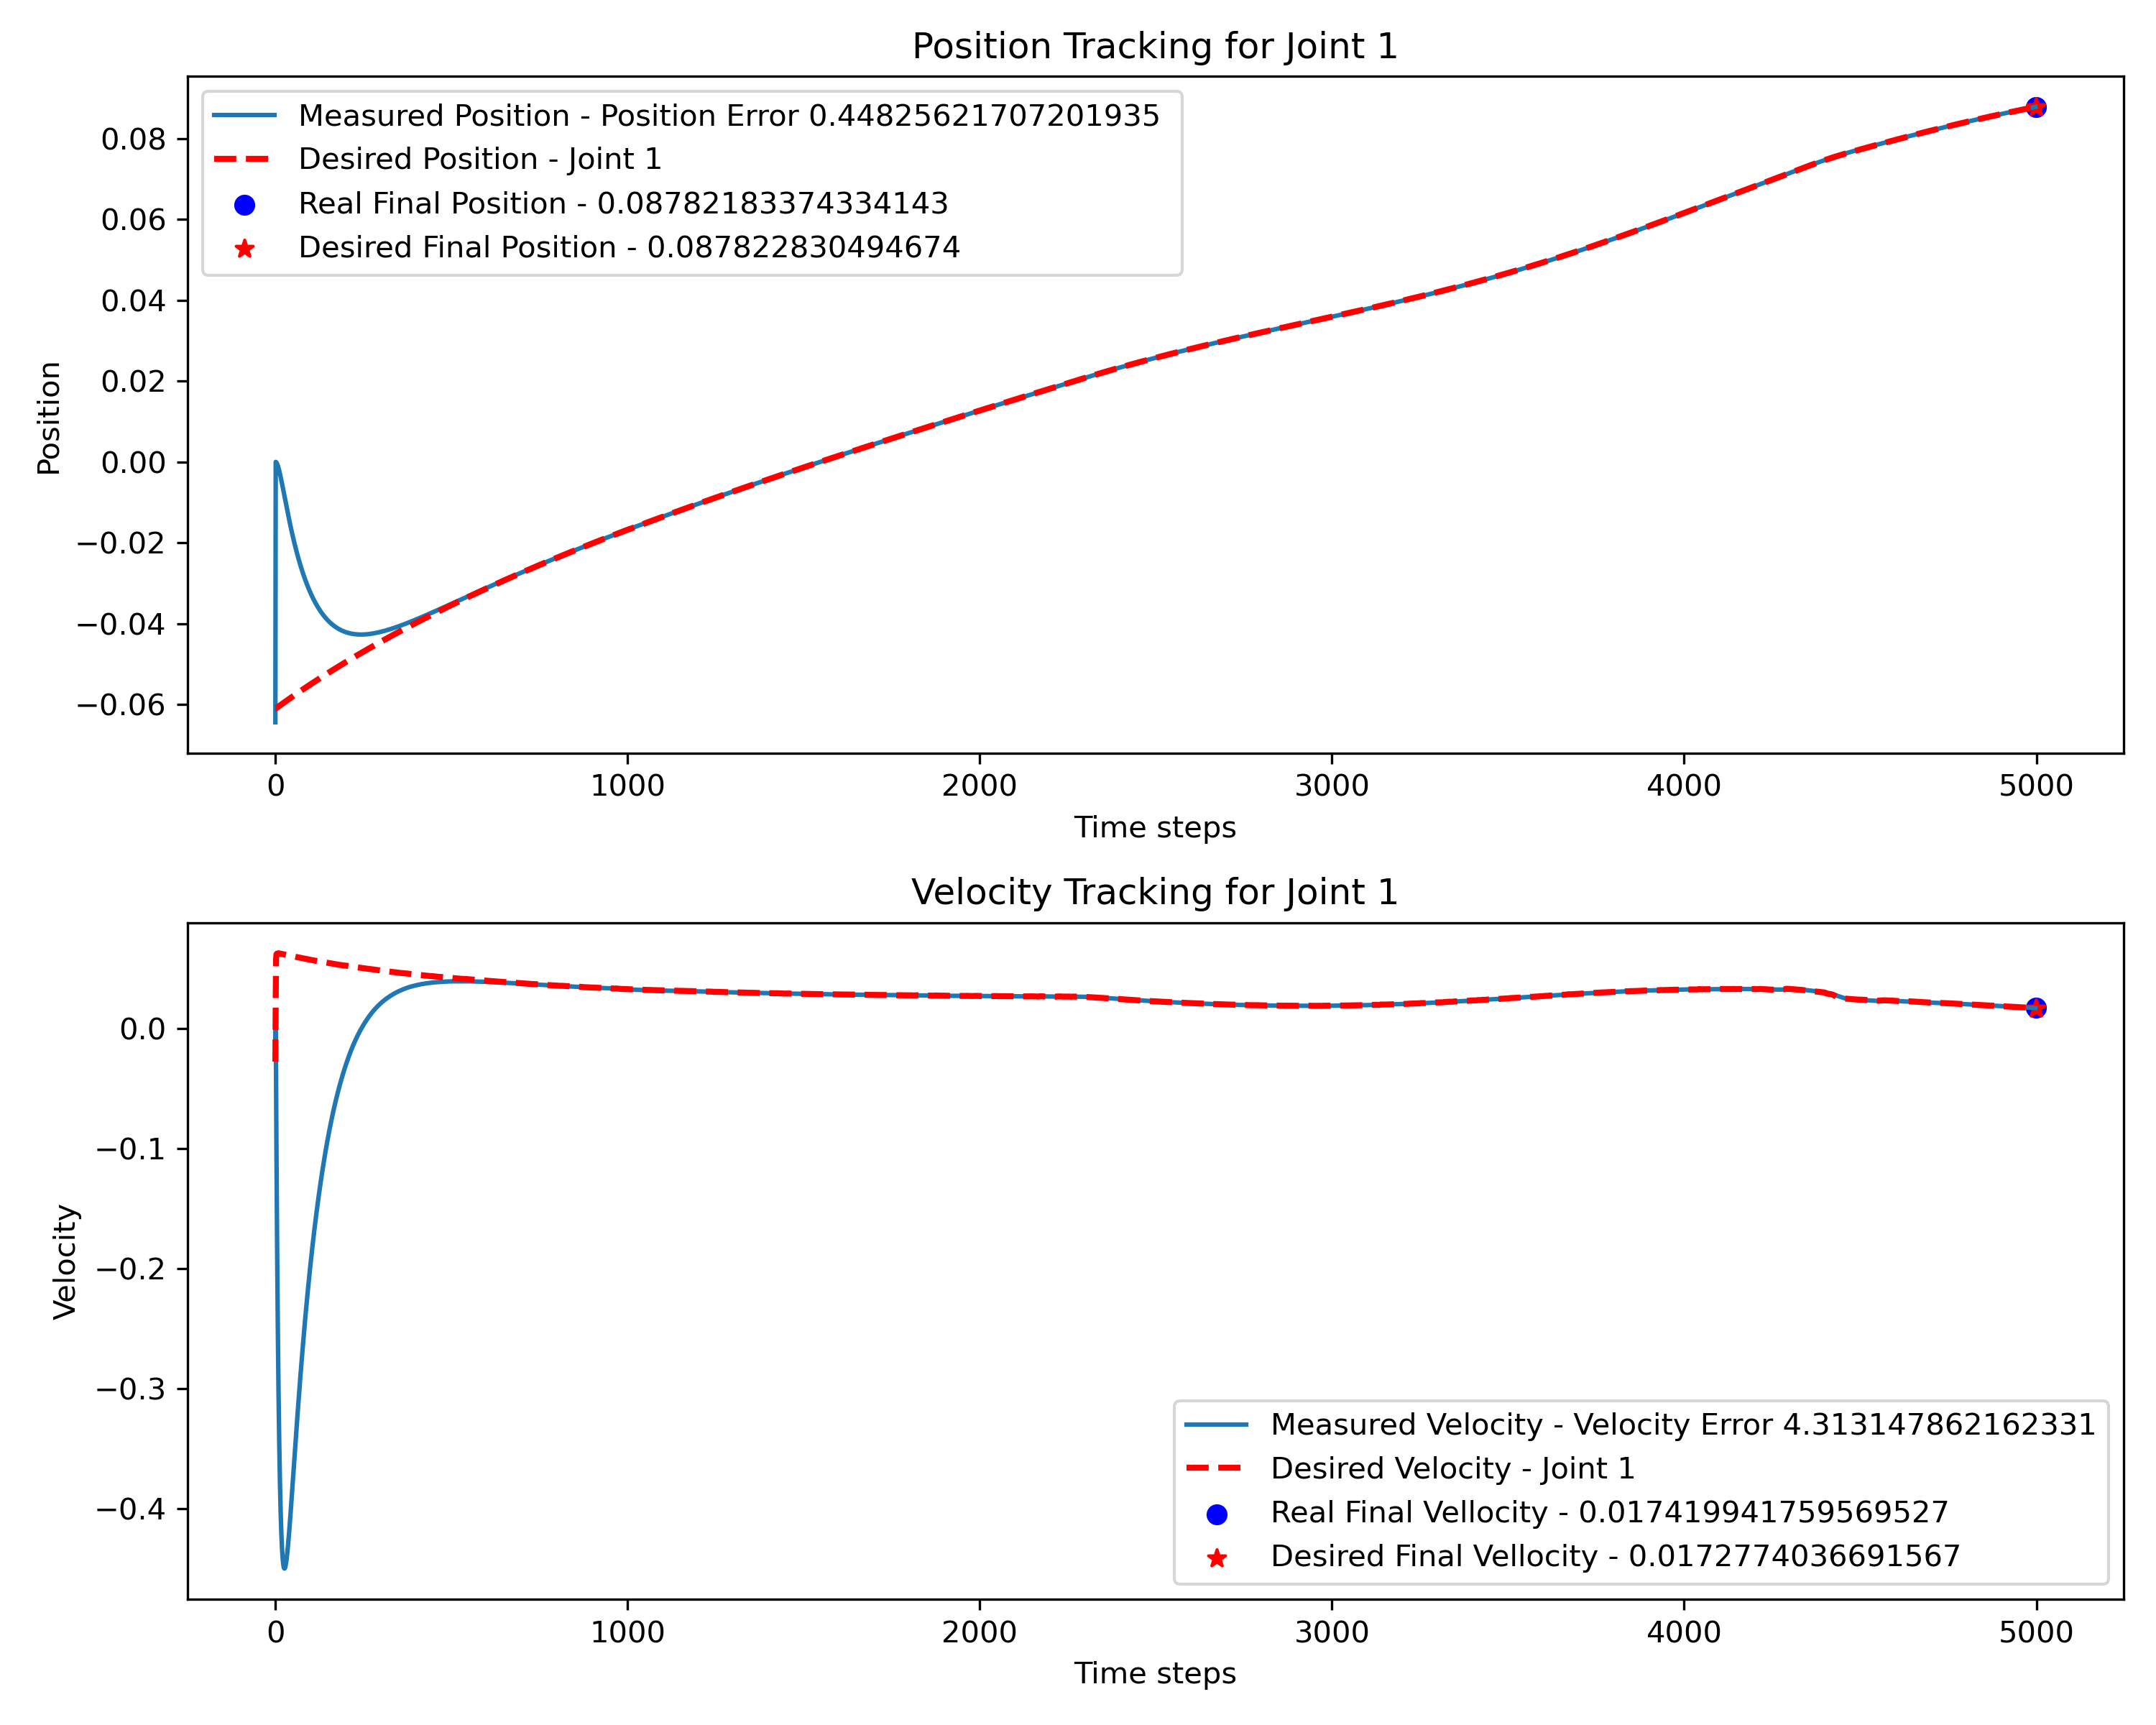 Position Tracking for Joint 1
Measured Position - Position Error 0.44825621707201935
Desired Position - Joint 1
Real Final Position - 0.08782183374334143
Desired Final Position - 0.087822830494674
0.08
0.06
0.04
0.02
0.00
−0.02
−0.04
−0.06
Position
0 1000 2000 3000 4000 5000
Time steps
Velocity Tracking for Joint 1
0.0
−0.1
−0.2
−0.3
−0.4
Velocity
Measured Velocity - Velocity Error 4.313147862162331
Desired Velocity - Joint 1
Real Final Vellocity - 0.017419941759569527
Desired Final Vellocity - 0.0172774036691567
0 1000 2000 3000 4000 5000
Time steps